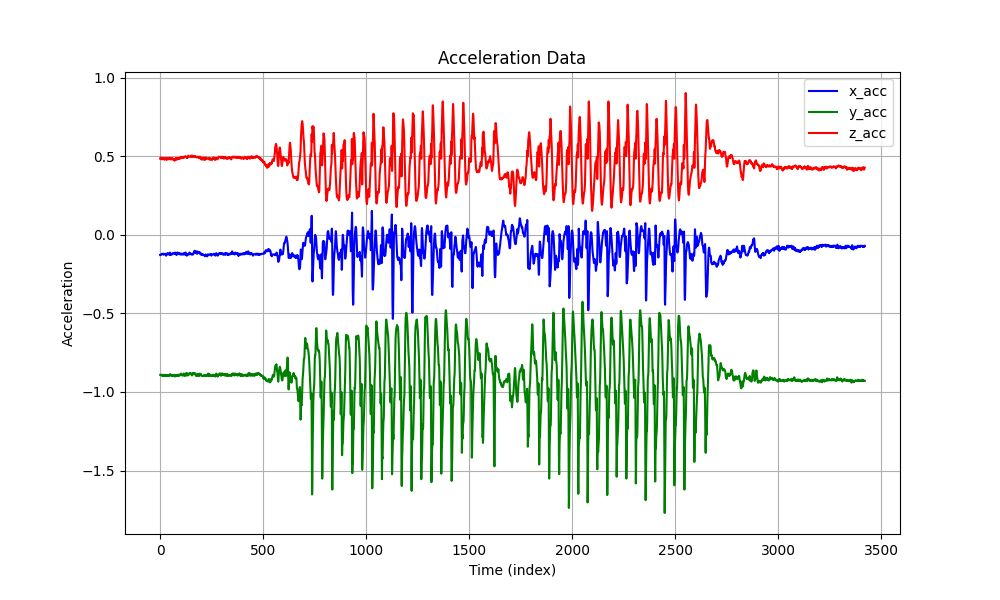 Acceleration Data
x_acc
y_acc
z_acc
1.0
0.5
0.0
−0.5
−1.0
−1.5
Acceleration
0 500 1000 1500 2000 2500 3000 3500
Time (index)